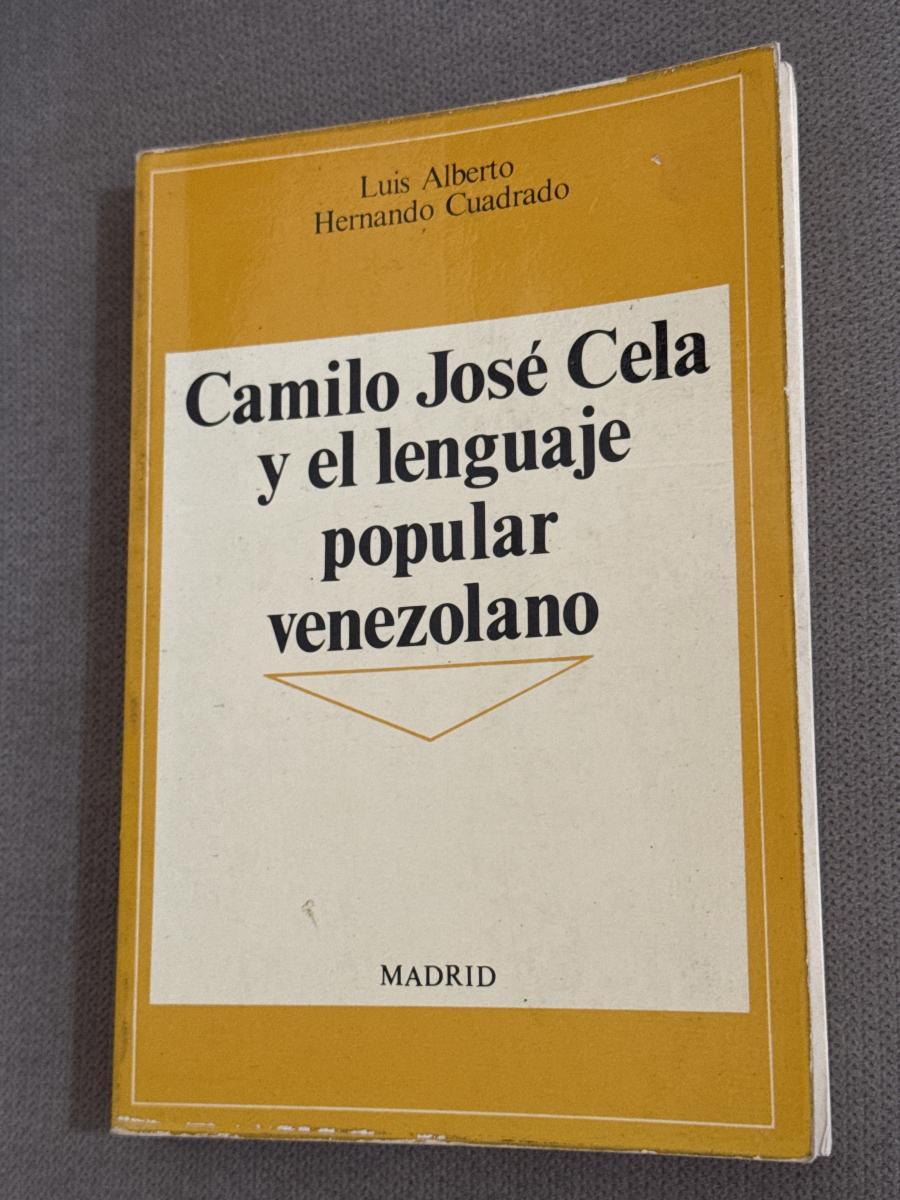 Luis Alberto
Hernando Cuadrado
Camilo José Cela
y el lenguaje
popular
venezolano
MADRID